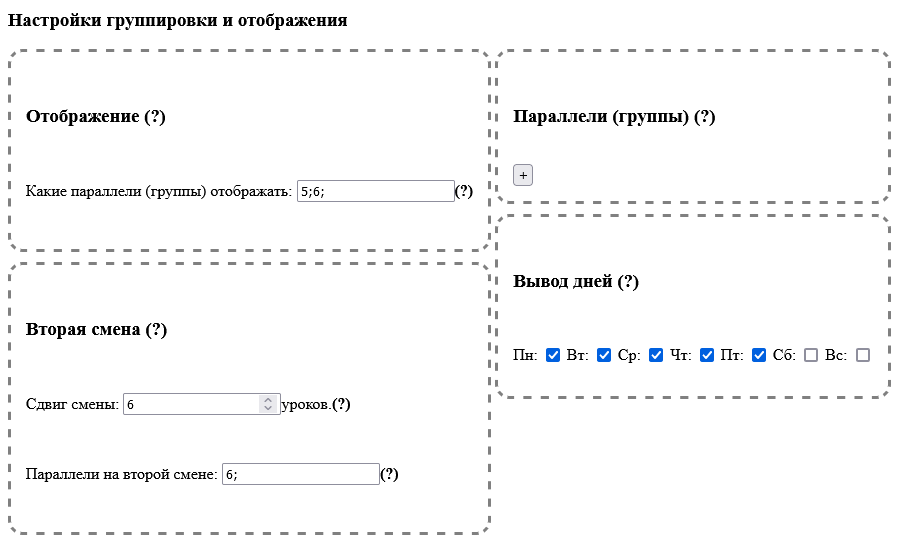 Настройки группировки и отображения
Отображение (?)
Какие параллели (группы) отображать: 5;6; (?)
Вторая смена (?)
Сдвиг смены: 6 уроков.(?)
Параллели на второй смене: 6; (?)
Параллели (группы) (?)
+
Вывод дней (?)
Пн: Вт: Ср: Чт: Пт: Сб: Вс: